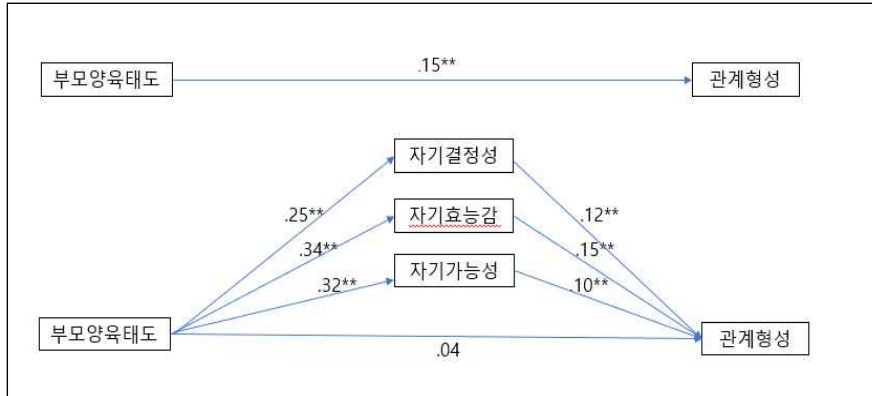 .15**
부모양육태도
관계형성
자기결정성
.25**
.12**
자기효능감
.34**
.15**
자기가능성
.32**
.10**
부모양육태도
관계형성
.04